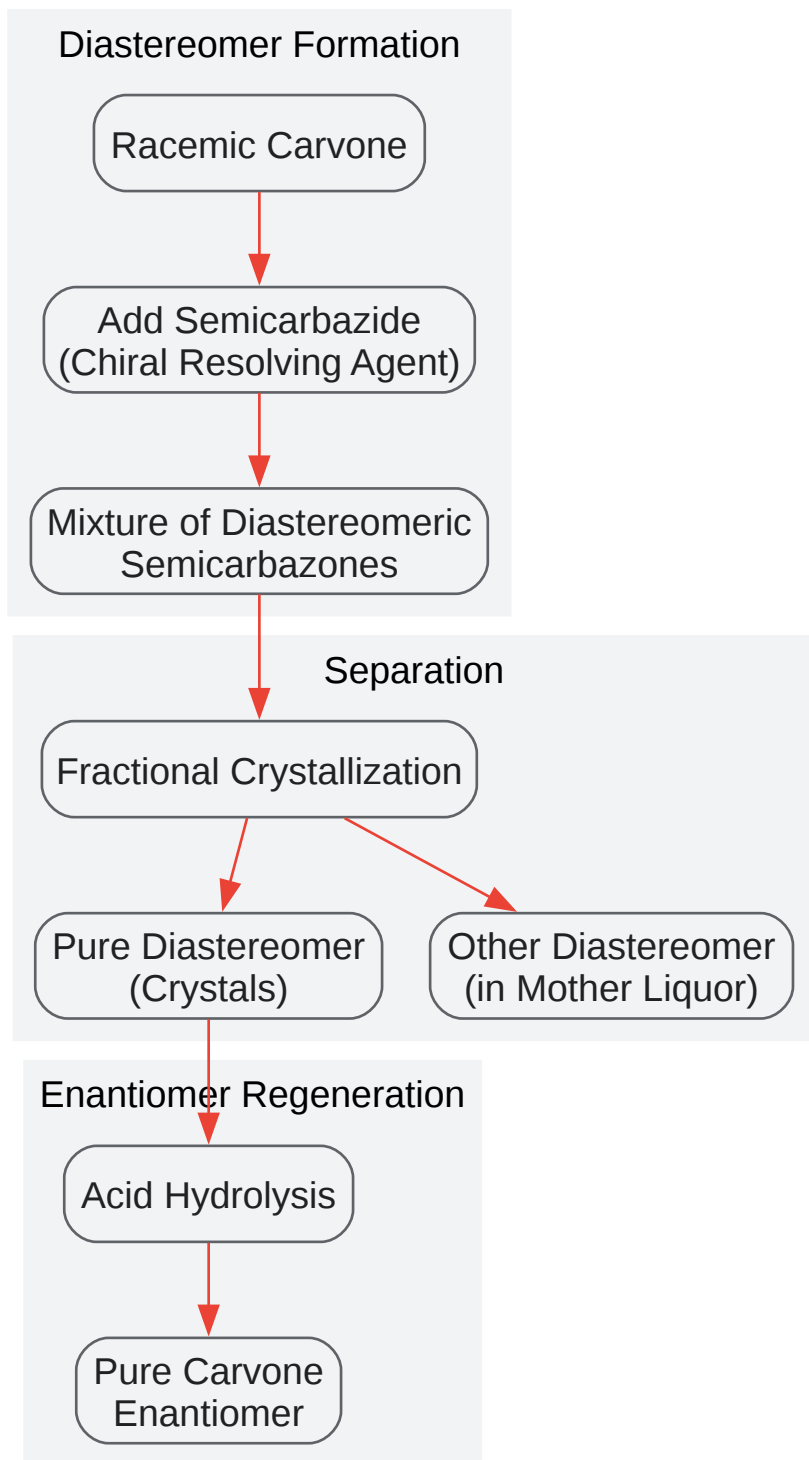 Diastereomer Formation
Racemic Carvone
Add Semicarbazide
(Chiral Resolving Agent)
Mixture of Diastereomeric
Semicarbazones
Separation
Fractional Crystallization
Pure Diastereomer
(Crystals)
Other Diastereomer
(in Mother Liquor)
Enantiomer Regeneration
Acid Hydrolysis
Pure Carvone
Enantiomer